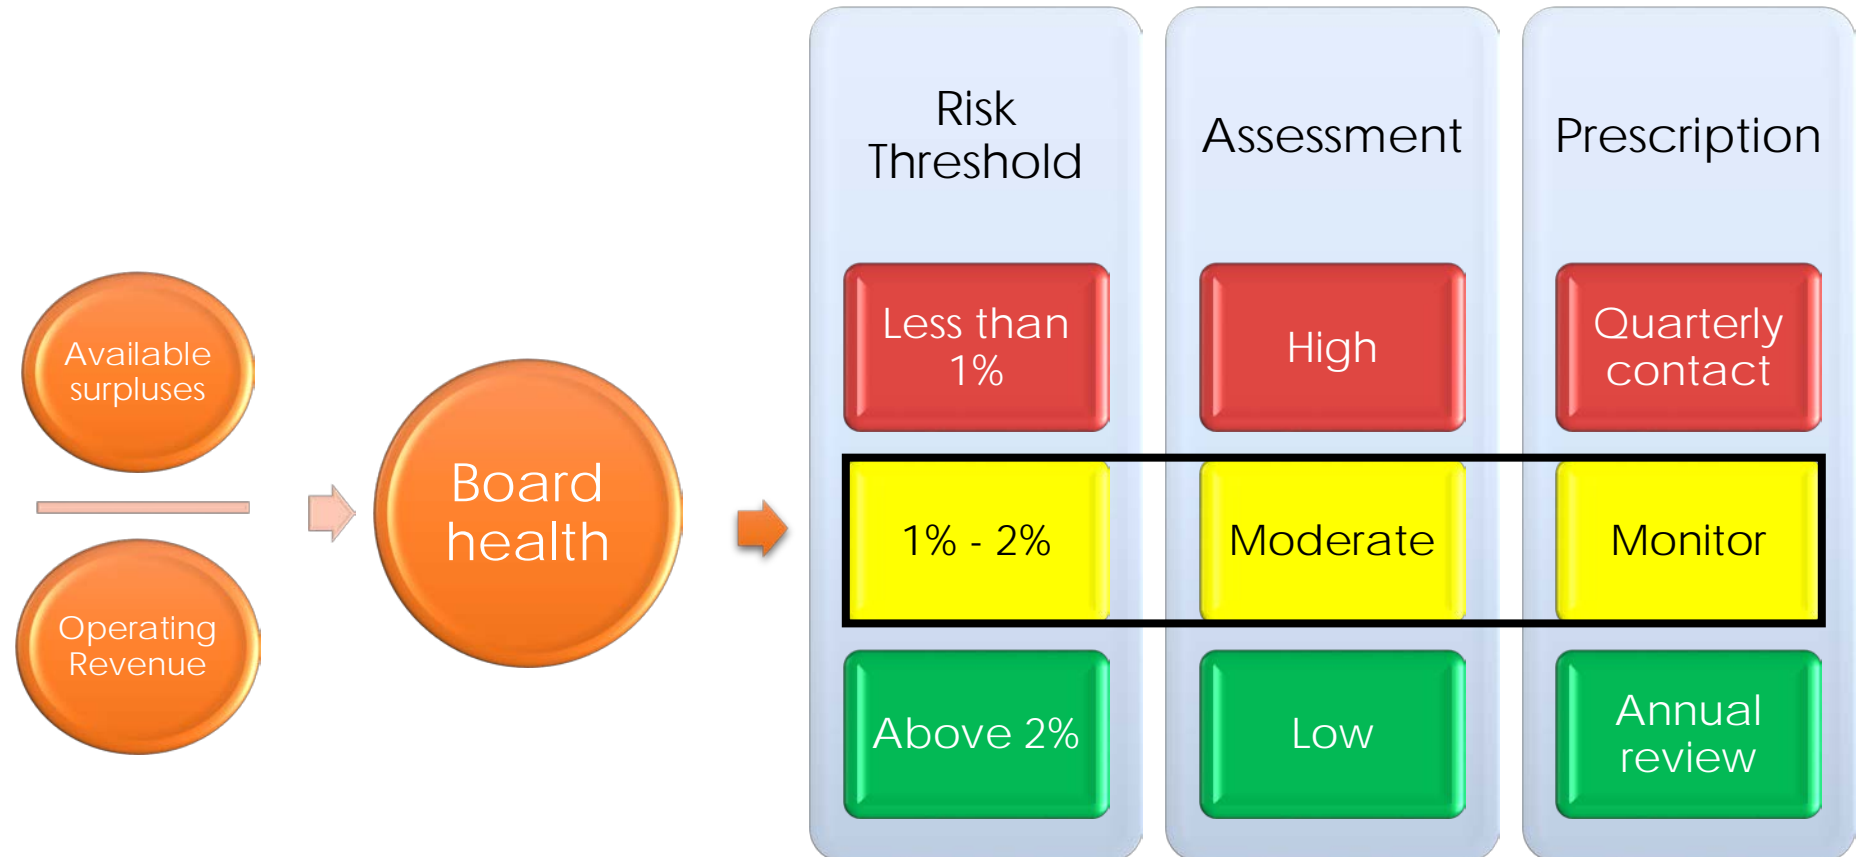 Available
surpluses
Operating
Revenue
Board
health
Risk
Threshold
Assessment
Prescription
Less than
1%
High
Quarterly
contact
1% - 2%
Moderate
Monitor
Above 2%
Low
Annual
review